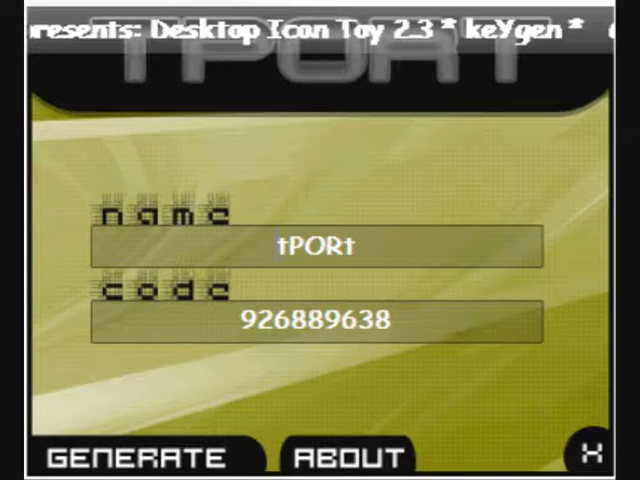 resents: Desktop Icon Toy 2.3 * keYgen *
TPORT
name
tPORt
code
926889638
GENERATE ABOUT X